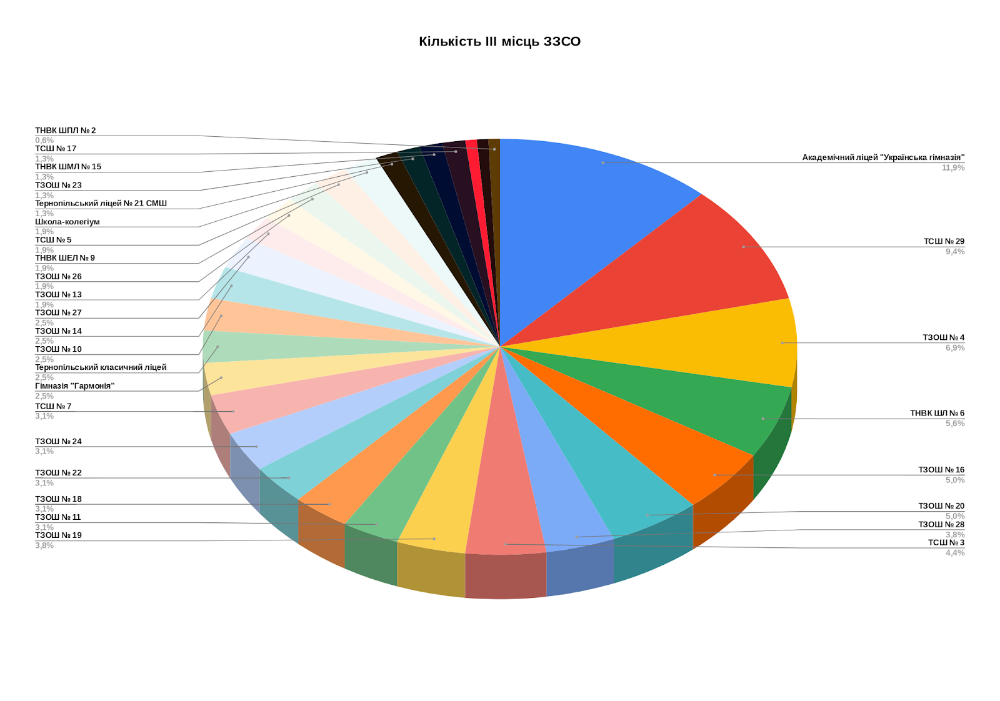 Кількість III місць ЗЗСО
ТНВК ШПЛ № 2
0,6%
ТСШ № 17
1,3%
ТНВК ШМЛ № 15
1,3%
ТЗОШ № 23
1,3%
Тернопільський ліцей № 21 СМШ
1,3%
Школа-колегіум
1,9%
ТСШ № 5
1,9%
ТНВК ШЕЛ № 9
1,9%
ТЗОШ № 26
1,9%
ТЗОШ № 13
1,9%
ТЗОШ № 27
2,5%
ТЗОШ № 14
2,5%
ТЗОШ № 10
2,5%
Тернопільський класичний ліцей
2,5%
Гімназія "Гармонія"
2,5%
ТСШ № 7
3,1%
ТЗОШ № 24
3,1%
ТЗОШ № 22
3,1%
ТЗОШ № 18
3,1%
ТЗОШ № 11
3,1%
ТЗОШ № 19
3,8%
Академічний ліцей "Українська гімназія"
11,9%
ТСШ № 29
9,4%
ТЗОШ № 4
6,9%
ТНВК ШЛ № 6
5,6%
ТЗОШ № 16
5,0%
ТЗОШ № 20
5,0%
ТЗОШ № 28
3,8%
ТСШ № 3
4,4%